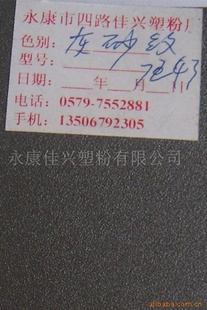 永康市四路佳兴塑粉厂
色别: 灰砂纹
型号:
日期: 年 月 日
电话: 0579-7552881
手机: 13506792305
永康佳兴塑粉有限公司